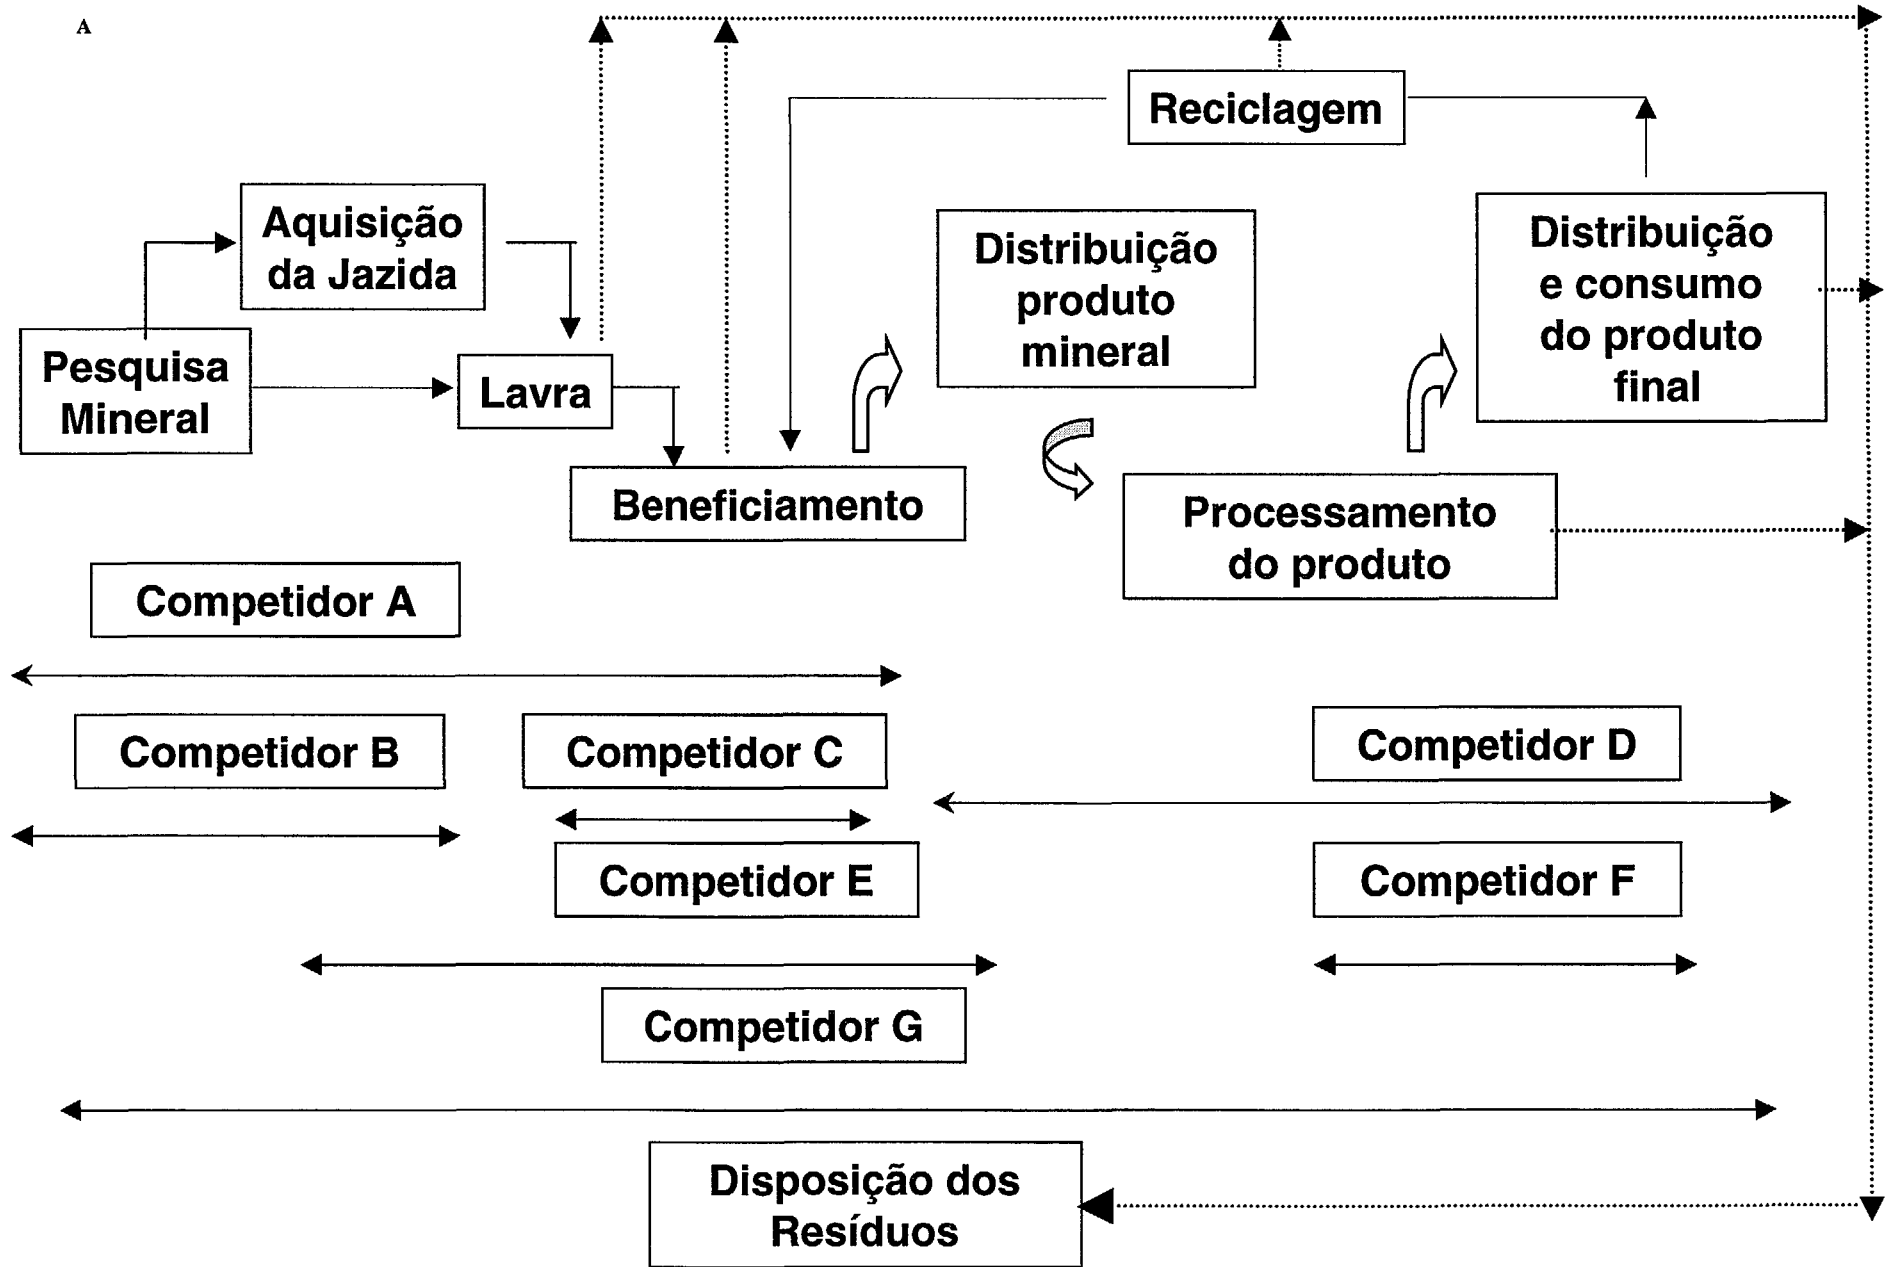 A
Reciclagem
Aquisição
da Jazida
Distribuição
produto
mineral
Distribuição
e consumo
do produto
final
Pesquisa
Mineral
Lavra
Beneficiamento
Processamento
do produto
Competidor A
Competidor B
Competidor C
Competidor D
Competidor E
Competidor F
Competidor G
Disposição dos
Resíduos